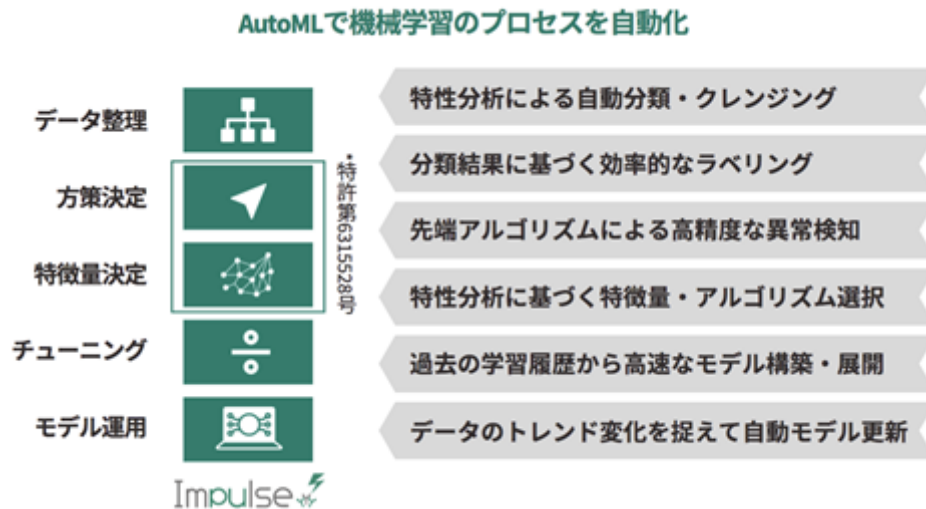 AutoMLで機械学習のプロセスを自動化
データ整理
方策決定
特徴量決定
チューニング
モデル運用
・特許第6315528号
Impulse
特性分析による自動分類・クレンジング
分類結果に基づく効率的なラベリング
先端アルゴリズムによる高精度な異常検知
特性分析に基づく特徴量・アルゴリズム選択
過去の学習履歴から高速なモデル構築・展開
データのトレンド変化を捉えて自動モデル更新